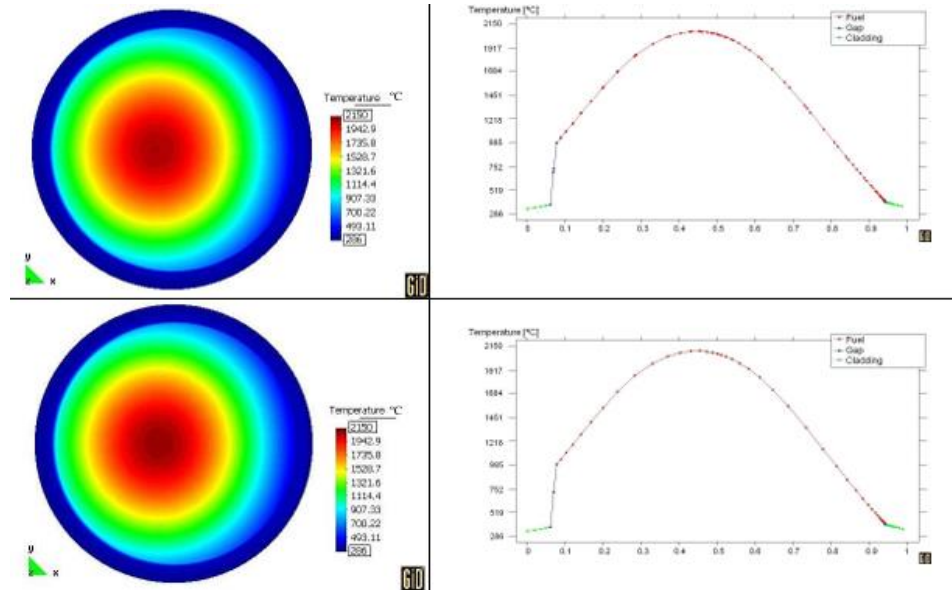 Temperature °C
2150
1942.9
1735.8
1528.7
1321.6
1114.4
907.33
700.22
493.11
286
y
z x
GiD
Temperature [°C]
Fuel
Gap
Cladding
2150
1917
1684
1451
1218
985
752
519
286
0 0.1 0.2 0.3 0.4 0.5 0.6 0.7 0.8 0.9 1
Temperature °C
2150
1942.9
1735.8
1528.7
1321.6
1114.4
907.33
700.22
493.11
286
y
z x
GiD
Temperature [°C]
Fuel
Gap
Cladding
2150
1917
1684
1451
1218
985
752
519
286
0 0.1 0.2 0.3 0.4 0.5 0.6 0.7 0.8 0.9 1